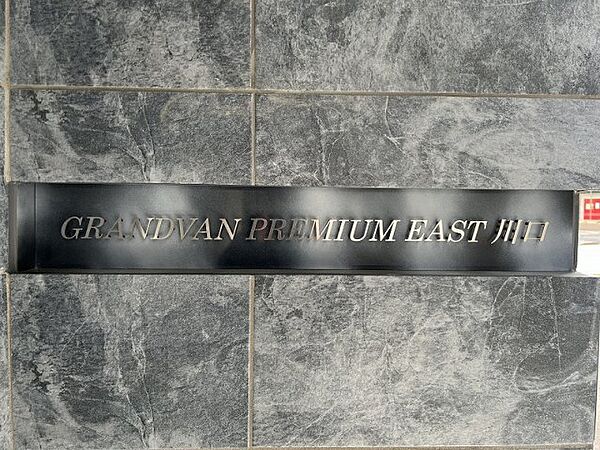 GRANDVAN PREMIUM EAST 川口